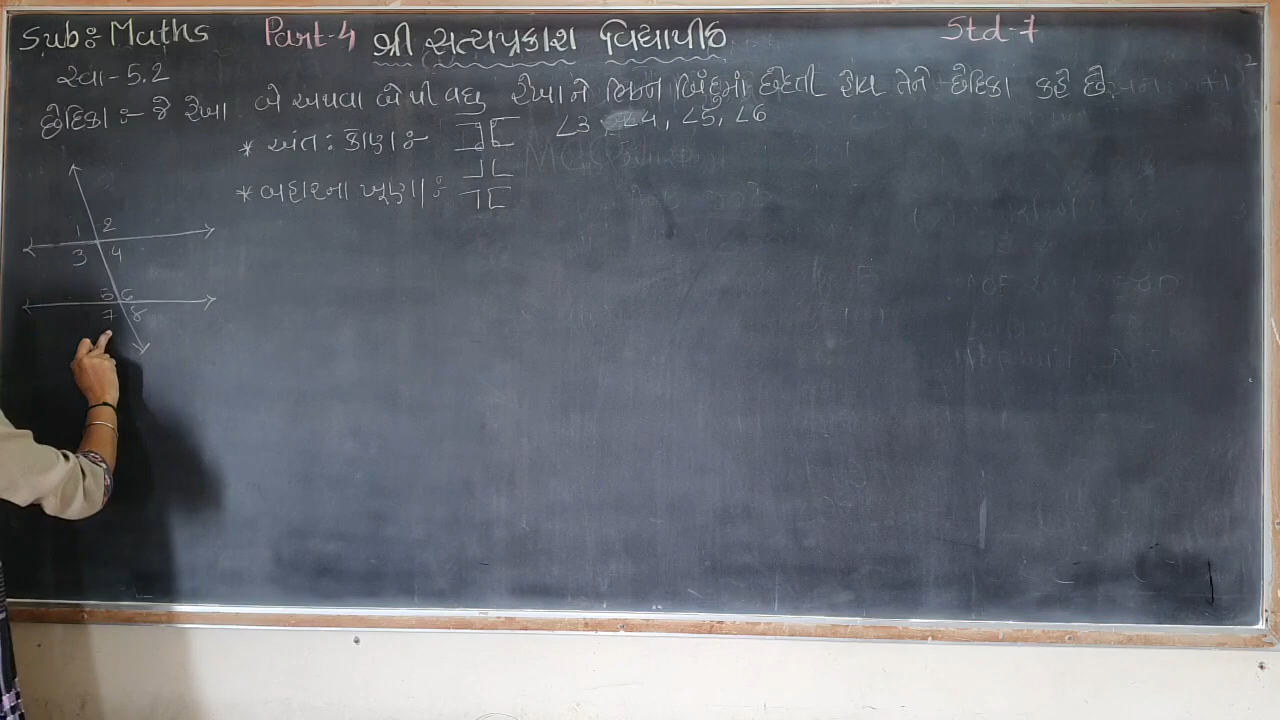 Sub: Maths Part-4 શ્રી સત્યપ્રકાશ વિદ્યાપીઠ Std-7
સ્વા-5.2
છેદિકા :- જે રેખા બે અથવા બેથી વધુ રેખાને ભિન્ન બિંદુમાં છેદતી હોય તેને છેદિકા કહે છે.
* અંતઃકોણ :- ∠3, ∠4, ∠5, ∠6
* બહારના ખૂણા :-
1 2
3 4
5 6
7 8